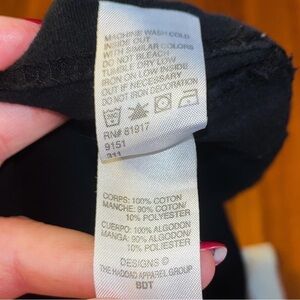 MACHINE WASH COLD
INSIDE OUT
WITH SIMILAR COLORS
DO NOT BLEACH
TUMBLE DRY LOW
IRON ON LOW INSIDE
OUT IF NECESSARY
DO NOT IRON DECORATION
RN# 81917
9151
311
CORPS: 100% COTON
MANCHE: 90% COTON/
10% POLYESTER
CUERPO: 100% ALGODON
MANGA: 90% ALGODON/
10% POLIESTER
DESIGNS ©
THE HADDAD APPAREL GROUP
BDT